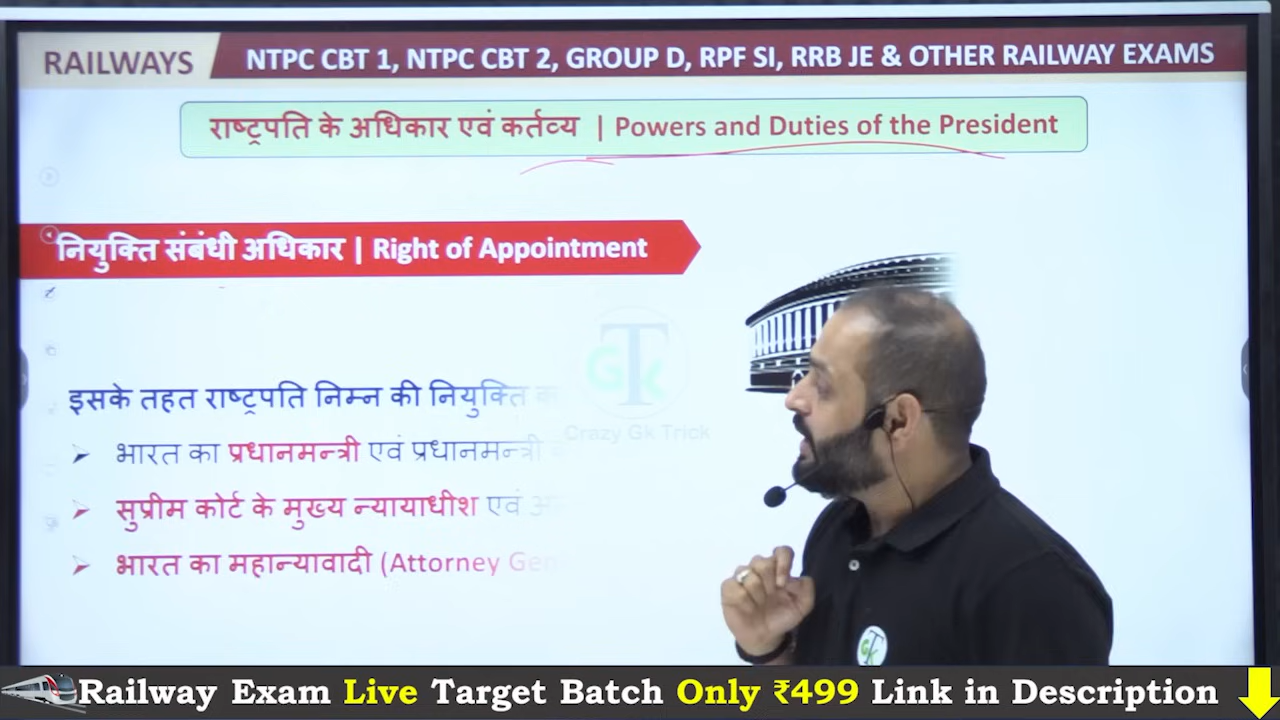 RAILWAYS
NTPC CBT 1, NTPC CBT 2, GROUP D, RPF SI, RRB JE & OTHER RAILWAY EXAMS
राष्ट्रपति के अधिकार एवं कर्तव्य | Powers and Duties of the President
नियुक्ति संबंधी अधिकार | Right of Appointment
इसके तहत राष्ट्रपति निम्न की नियुक्ति
भारत का प्रधानमन्त्री एवं प्रधानमन्त्री
सुप्रीम कोर्ट के मुख्य न्यायाधीश एवं
भारत का महान्यावादी (Attorney
TGK
Crazy Gk Trick
TGK
Railway Exam Live Target Batch Only ₹499 Link in Description